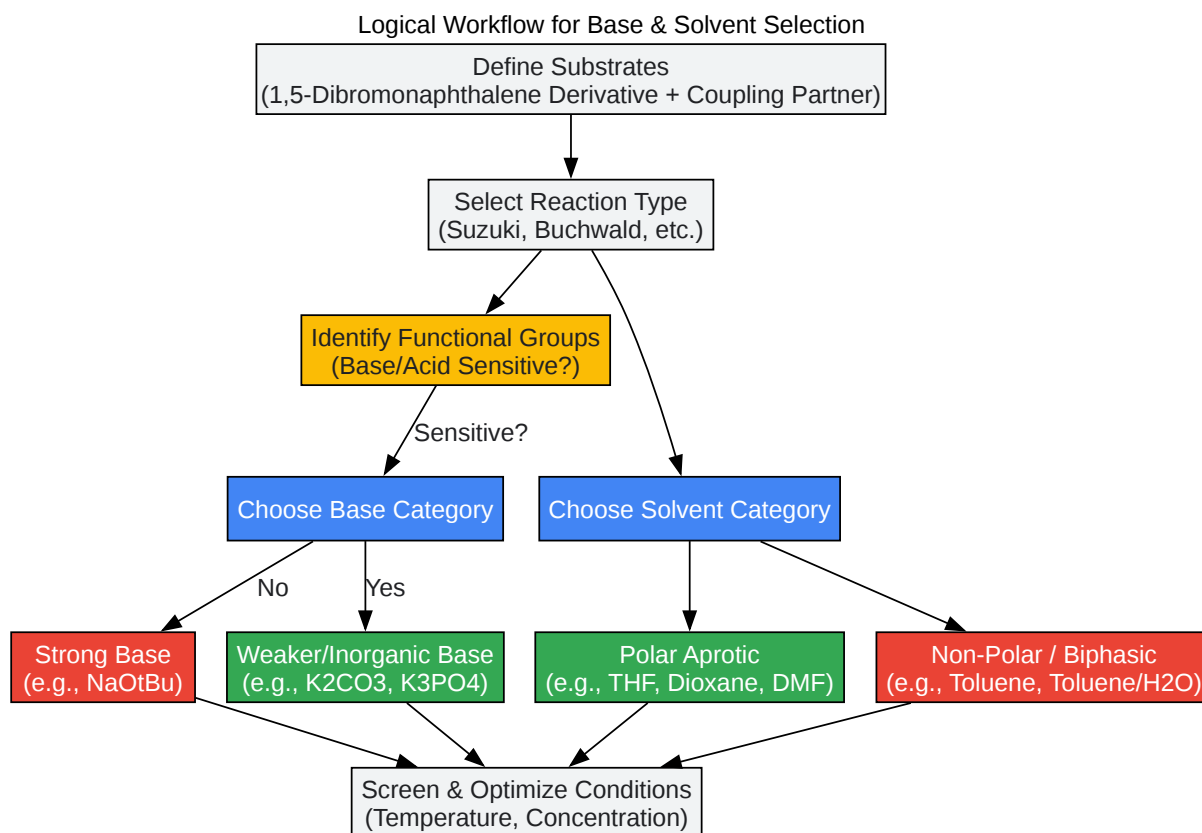 Logical Workflow for Base & Solvent Selection
Define Substrates
(1,5-Dibromonaphthalene Derivative + Coupling Partner)
Select Reaction Type
(Suzuki, Buchwald, etc.)
Identify Functional Groups
(Base/Acid Sensitive?)
Sensitive?
Choose Base Category
Choose Solvent Category
No
Yes
Strong Base
(e.g., NaOtBu)
Weaker/Inorganic Base
(e.g., K2CO3, K3PO4)
Polar Aprotic
(e.g., THF, Dioxane, DMF)
Non-Polar / Biphasic
(e.g., Toluene, Toluene/H2O)
Screen & Optimize Conditions
(Temperature, Concentration)